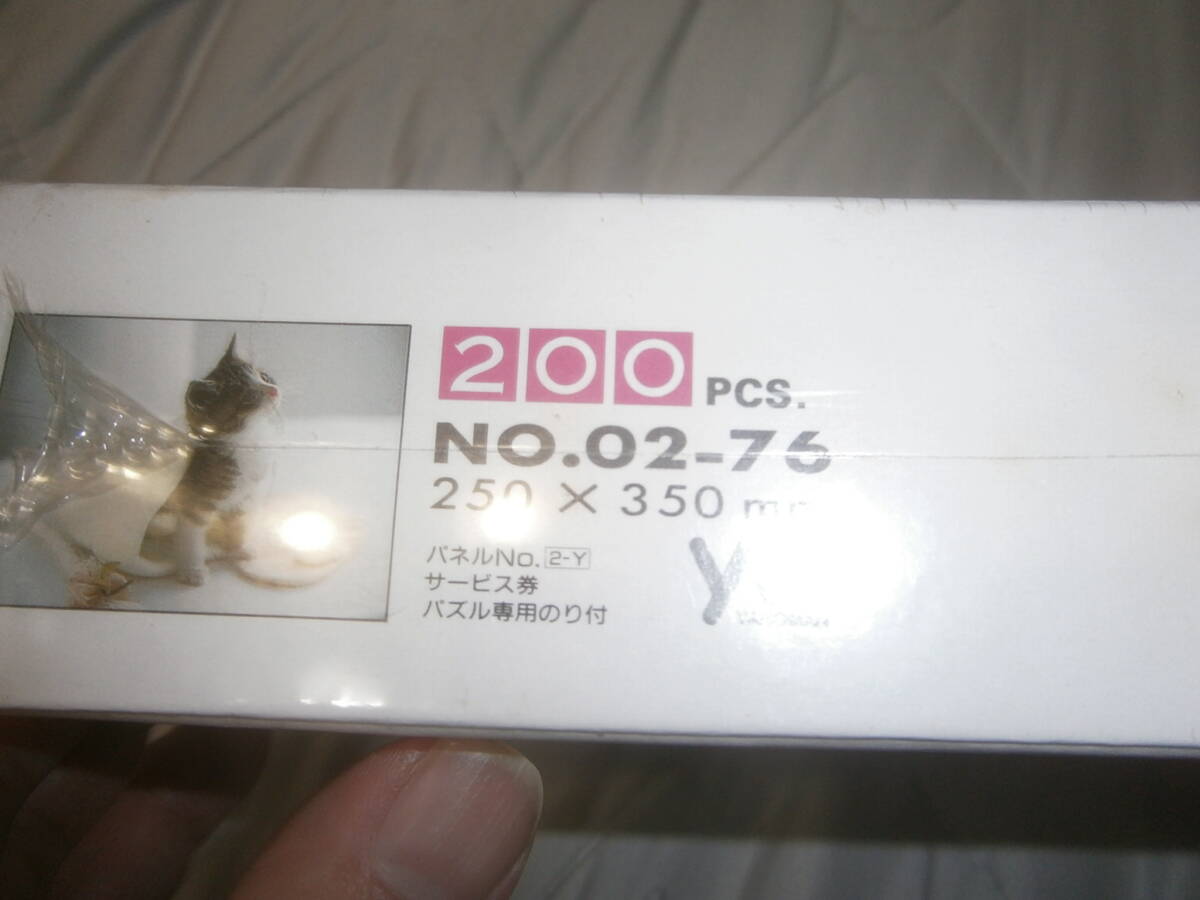 200 PCS.
NO.02-76
250 × 350
パネルNo. 2-Y
サービス券
パズル専用のり付
Y